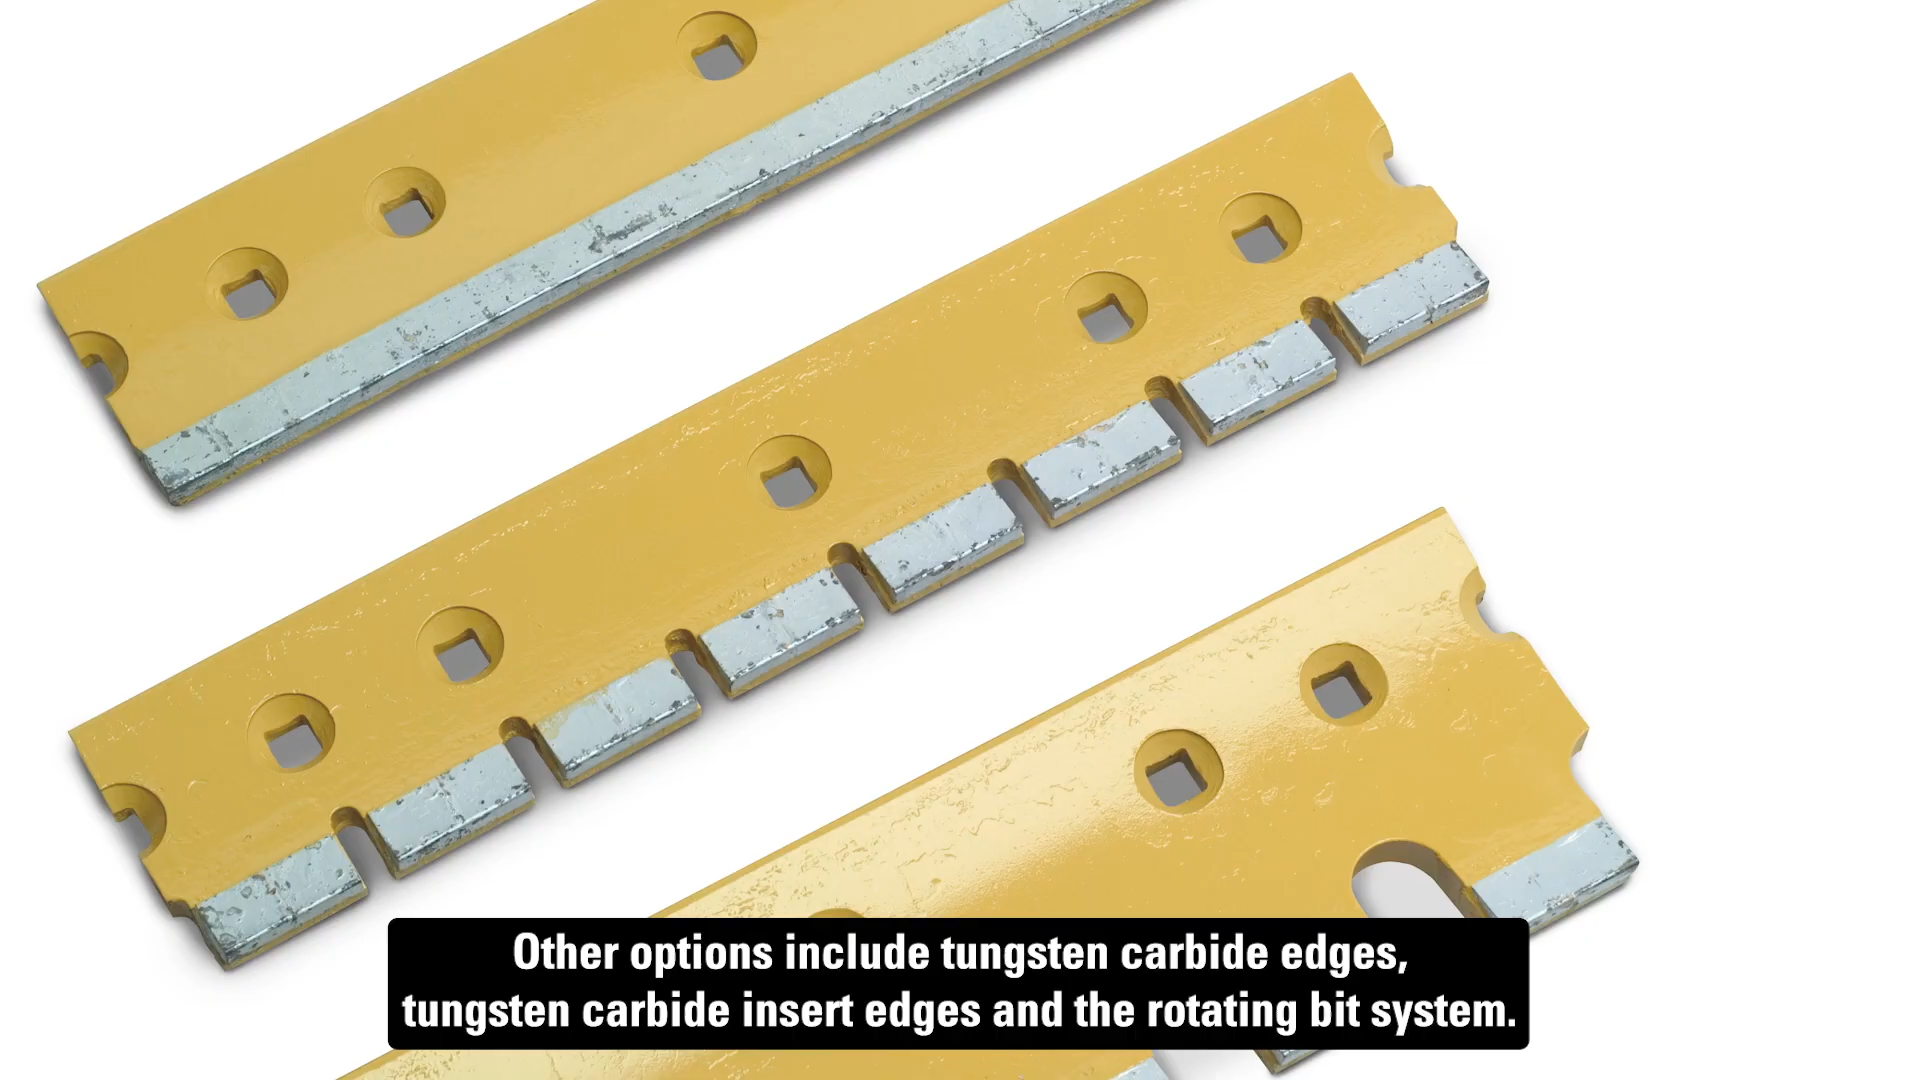 Other options include tungsten carbide edges,
tungsten carbide insert edges and the rotating bit system.